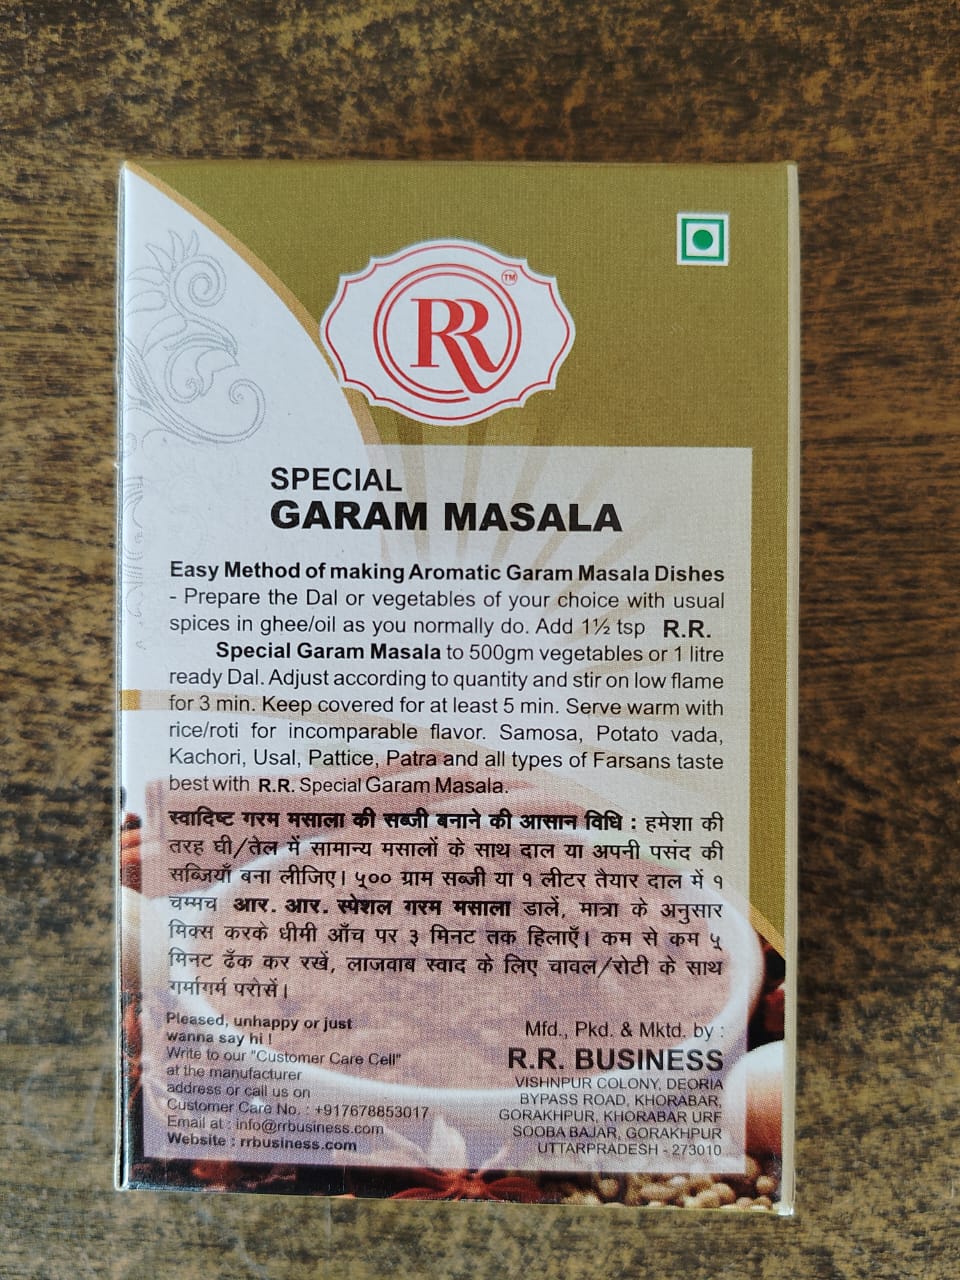 RR
TM
SPECIAL
GARAM MASALA
Easy Method of making Aromatic Garam Masala Dishes
- Prepare the Dal or vegetables of your choice with usual
spices in ghee/oil as you normally do. Add 1½ tsp R.R.
Special Garam Masala to 500gm vegetables or 1 litre
ready Dal. Adjust according to quantity and stir on low flame
for 3 min. Keep covered for at least 5 min. Serve warm with
rice/roti for incomparable flavor. Samosa, Potato vada,
Kachori, Usal, Pattice, Patra and all types of Farsans taste
best with R.R. Special Garam Masala.
स्वादिष्ट गरम मसाला की सब्जी बनाने की आसान विधि : हमेशा की
तरह घी/तेल में सामान्य मसालों के साथ दाल या अपनी पसंद की
सब्जियाँ बना लीजिए। ५०० ग्राम सब्जी या १ लीटर तैयार दाल में १
चम्मच आर. आर. स्पेशल गरम मसाला डालें, मात्रा के अनुसार
मिक्स करके धीमी आँच पर ३ मिनट तक हिलाएँ। कम से कम ५
मिनट ढँक कर रखें, लाजवाब स्वाद के लिए चावल/रोटी के साथ
गर्मागर्म परोसें।
Pleased, unhappy or just
wanna say hi !
Write to our "Customer Care Cell"
at the manufacturer
address or call us on
Customer Care No. : +917678853017
Email at : info@rrbusiness.com
Website : rrbusiness.com
Mfd., Pkd. & Mktd. by :
R.R. BUSINESS
VISHNPUR COLONY, DEORIA
BYPASS ROAD, KHORABAR,
GORAKHPUR, KHORABAR URF
SOOBA BAJAR, GORAKHPUR
UTTARPRADESH - 273010